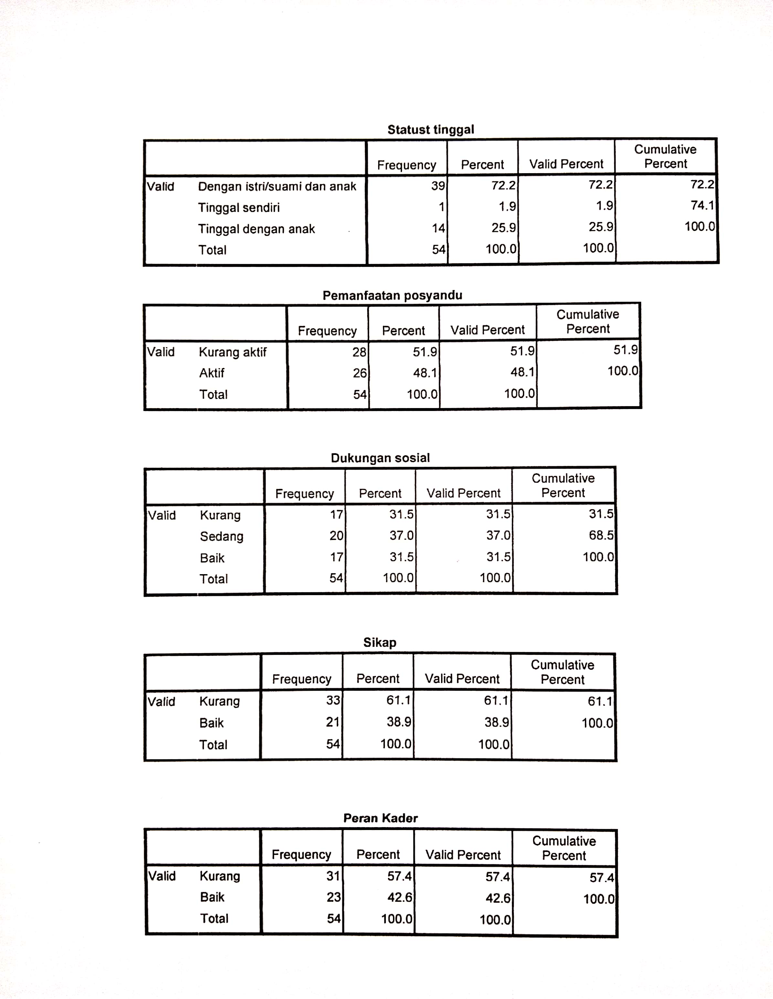 Statust tinggal
Frequency Percent Valid Percent Cumulative Percent
Valid Dengan istri/suami dan anak 39 72.2 72.2 72.2
Tinggal sendiri 1 1.9 1.9 74.1
Tinggal dengan anak 14 25.9 25.9 100.0
Total 54 100.0 100.0
Pemanfaatan posyandu
Frequency Percent Valid Percent Cumulative Percent
Valid Kurang aktif 28 51.9 51.9 51.9
Aktif 26 48.1 48.1 100.0
Total 54 100.0 100.0
Dukungan sosial
Frequency Percent Valid Percent Cumulative Percent
Valid Kurang 17 31.5 31.5 31.5
Sedang 20 37.0 37.0 68.5
Baik 17 31.5 31.5 100.0
Total 54 100.0 100.0
Sikap
Frequency Percent Valid Percent Cumulative Percent
Valid Kurang 33 61.1 61.1 61.1
Baik 21 38.9 38.9 100.0
Total 54 100.0 100.0
Peran Kader
Frequency Percent Valid Percent Cumulative Percent
Valid Kurang 31 57.4 57.4 57.4
Baik 23 42.6 42.6 100.0
Total 54 100.0 100.0